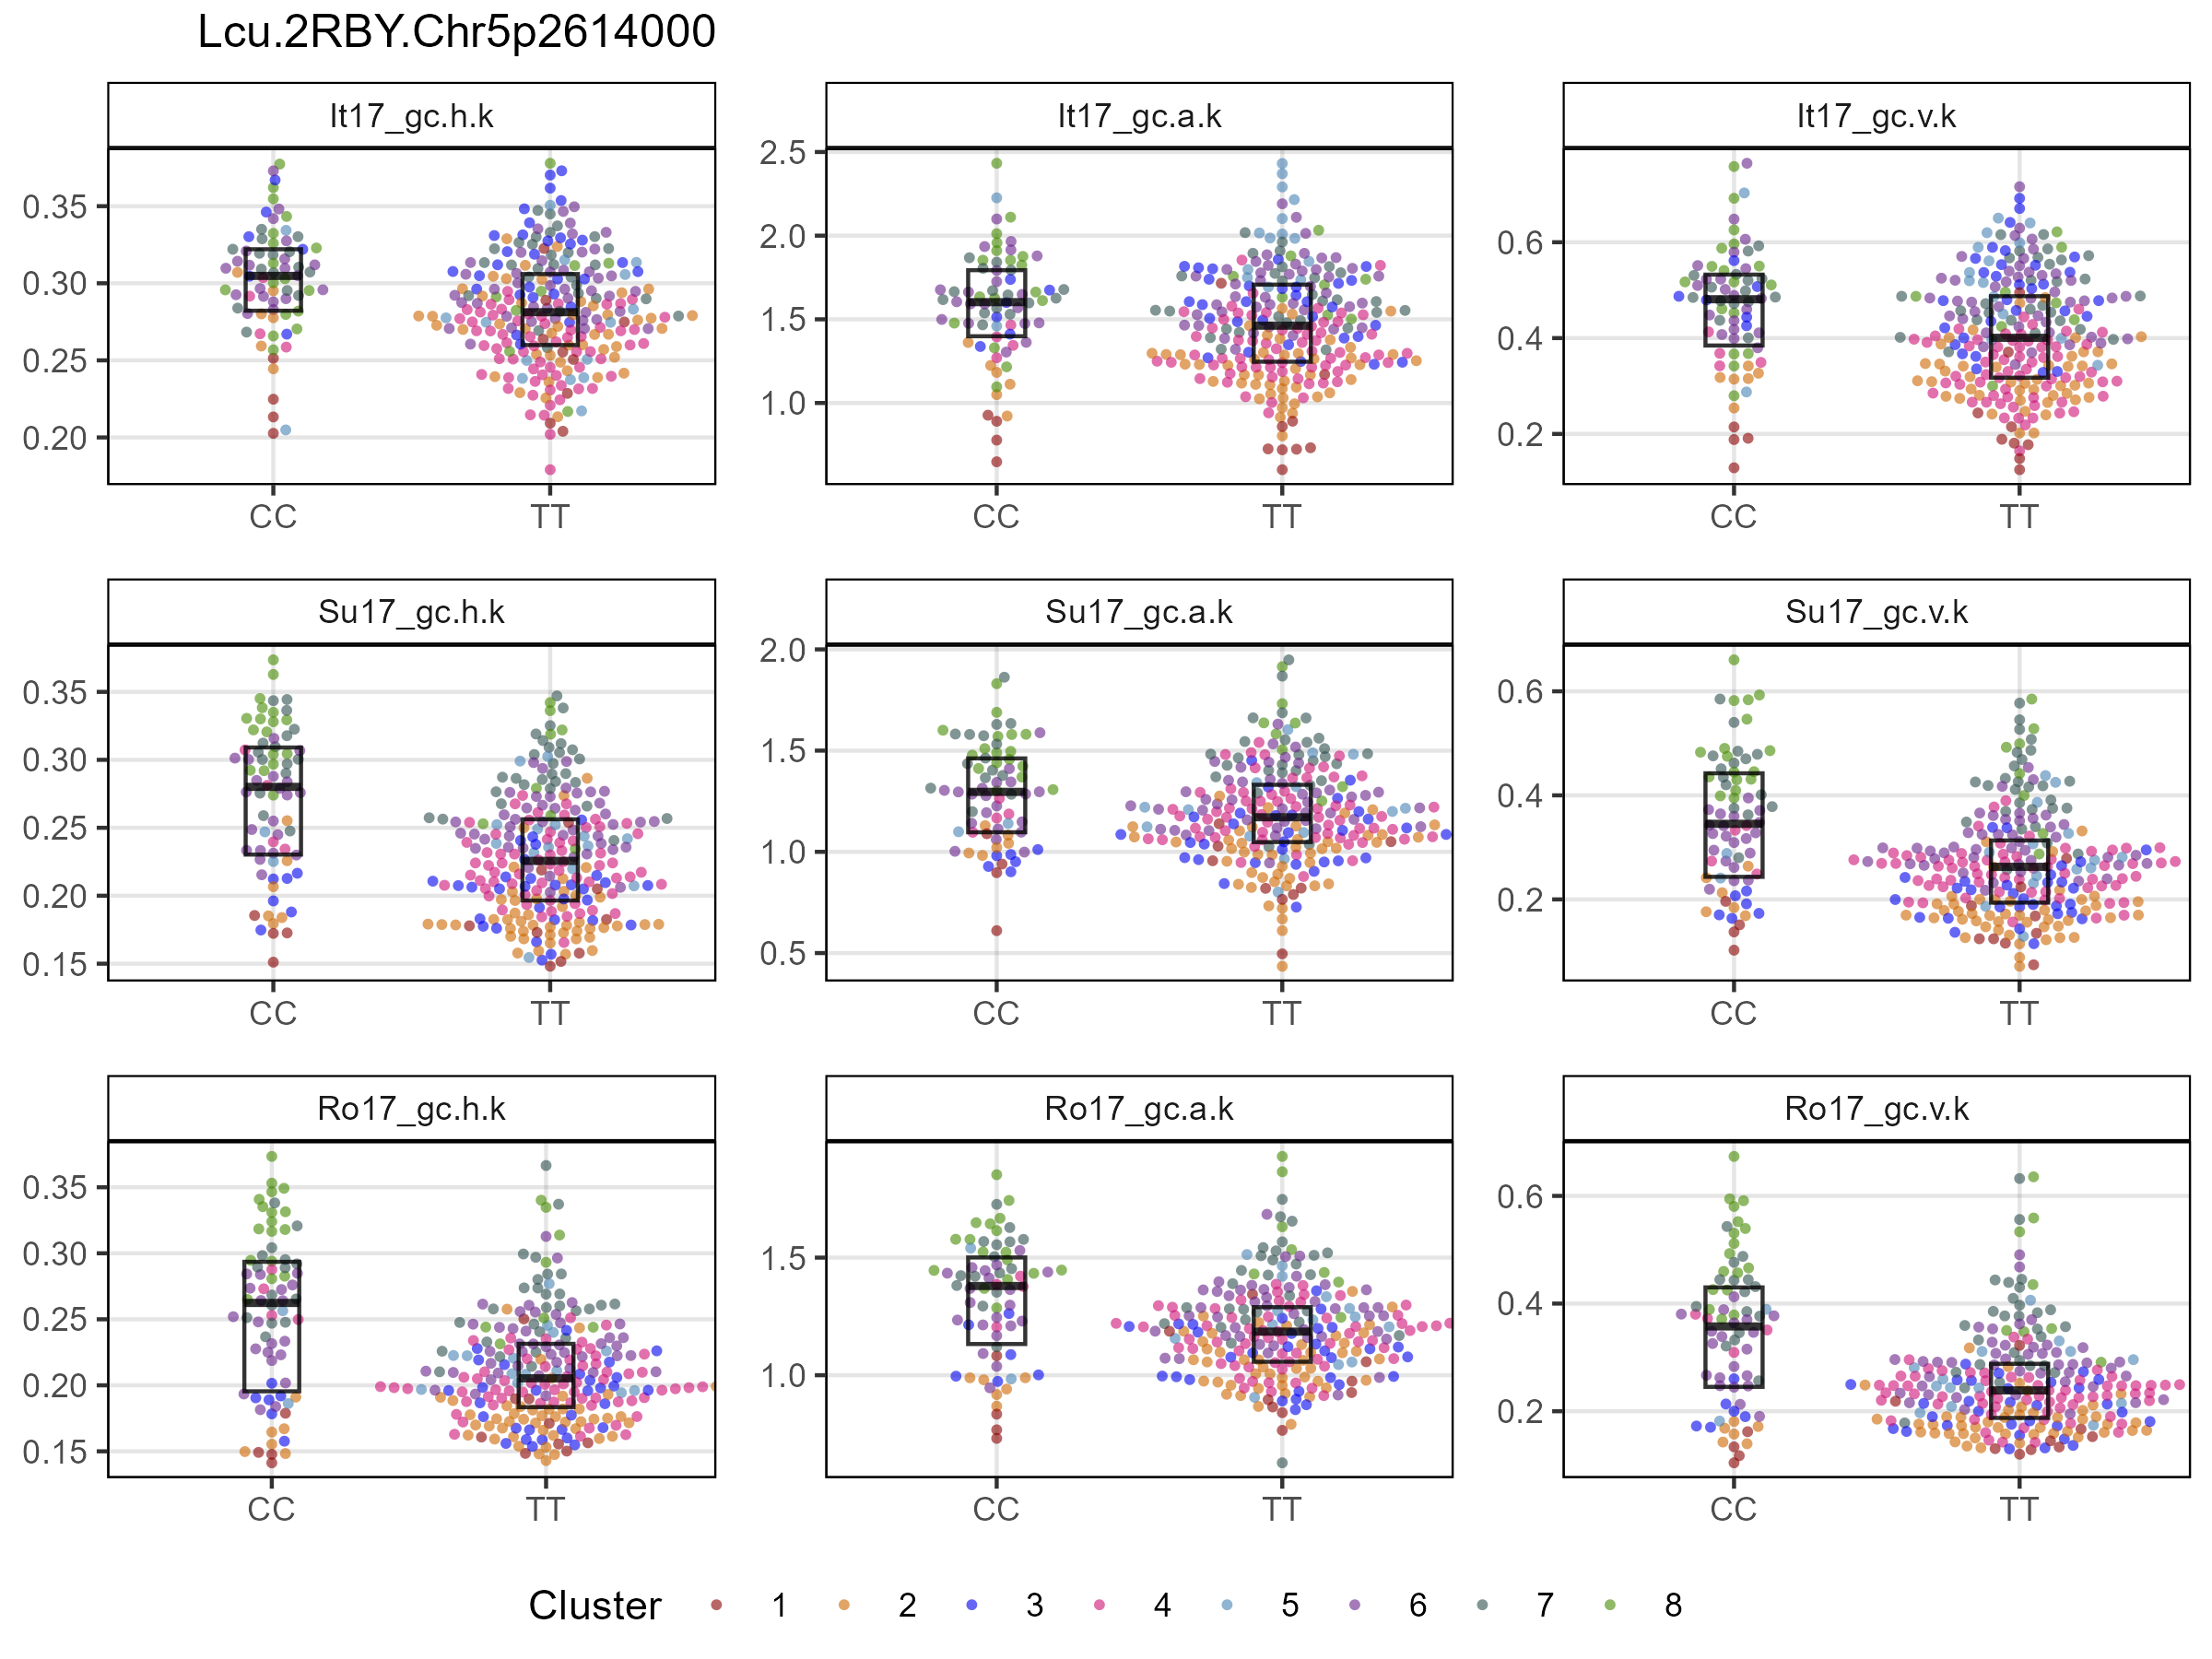 Lcu.2RBY.Chr5p2614000
It17_gc.h.k
It17_gc.a.k
It17_gc.v.k
0.35
0.30
0.25
0.20
CC
TT
2.5
2.0
1.5
1.0
CC
TT
0.6
0.4
0.2
CC
TT
Su17_gc.h.k
Su17_gc.a.k
Su17_gc.v.k
0.35
0.30
0.25
0.20
0.15
CC
TT
2.0
1.5
1.0
0.5
CC
TT
0.6
0.4
0.2
CC
TT
Ro17_gc.h.k
Ro17_gc.a.k
Ro17_gc.v.k
0.35
0.30
0.25
0.20
0.15
CC
TT
1.5
1.0
CC
TT
0.6
0.4
0.2
CC
TT
Cluster 1 2 3 4 5 6 7 8